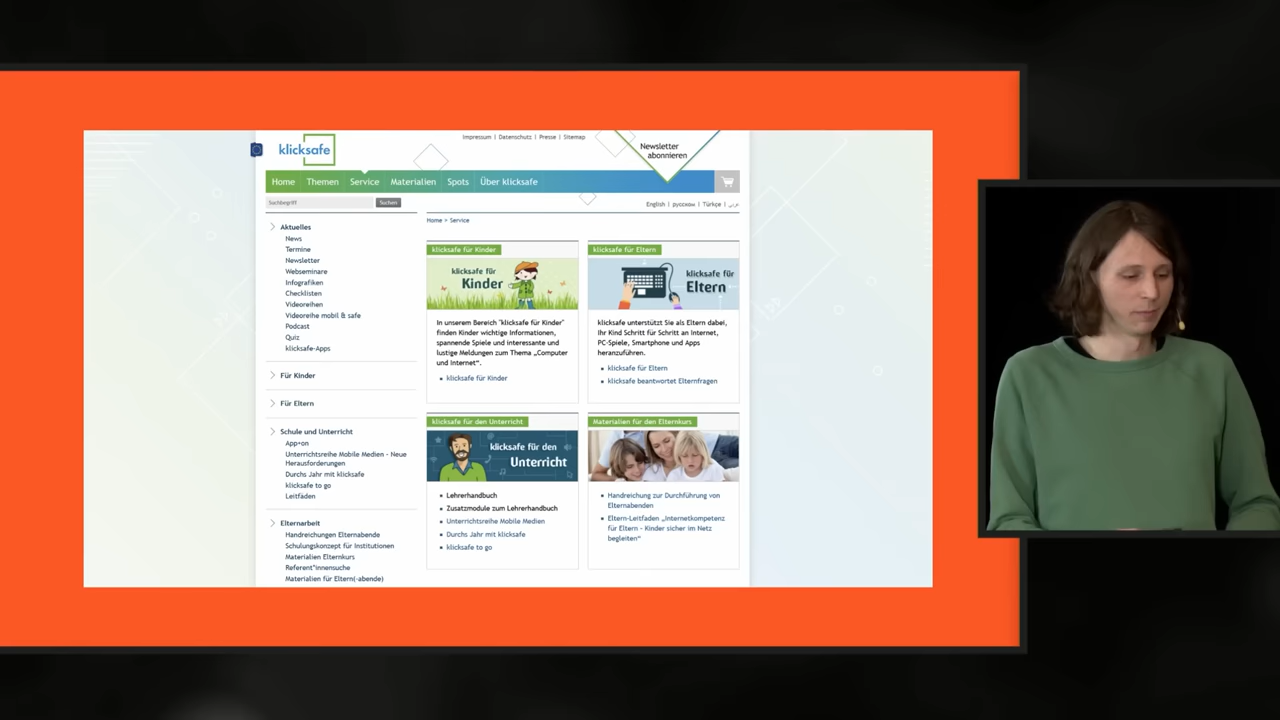 Impressum | Datenschutz | Presse | Sitemap
klicksafe
Newsletter
abonnieren
Home Themen Service Materialien Spots Über klicksafe
Suchbegriff Suchen
English | русском | Türkçe | عربي
Home > Service
Aktuelles
News
Termine
Newsletter
Webseminare
Infografiken
Checklisten
Videoreihen
Videoreihe mobil & safe
Podcast
Quiz
klicksafe-Apps
Für Kinder
Für Eltern
Schule und Unterricht
App+on
Unterrichtsreihe Mobile Medien - Neue
Herausforderungen
Durchs Jahr mit klicksafe
klicksafe to go
Leitfäden
Elternarbeit
Handreichungen Elternabende
Schulungskonzept für Institutionen
Materialien Elternkurs
Referent*innensuche
Materialien für Eltern(-abende)
klicksafe für Kinder
klicksafe für
Kinder
In unserem Bereich "klicksafe für Kinder"
finden Kinder wichtige Informationen,
spannende Spiele und interessante und
lustige Meldungen zum Thema „Computer
und Internet“.
klicksafe für Kinder
klicksafe für Eltern
klicksafe für
Eltern
klicksafe unterstützt Sie als Eltern dabei,
Ihr Kind Schritt für Schritt an Internet,
PC-Spiele, Smartphone und Apps
heranzuführen.
klicksafe für Eltern
klicksafe beantwortet Elternfragen
klicksafe für den Unterricht
klicksafe für den
Unterricht
Lehrerhandbuch
Zusatzmodule zum Lehrerhandbuch
Unterrichtsreihe Mobile Medien
Durchs Jahr mit klicksafe
klicksafe to go
Materialien für den Elternkurs
Handreichung zur Durchführung von
Elternabenden
Eltern-Leitfaden „Internetkompetenz
für Eltern - Kinder sicher im Netz
begleiten“